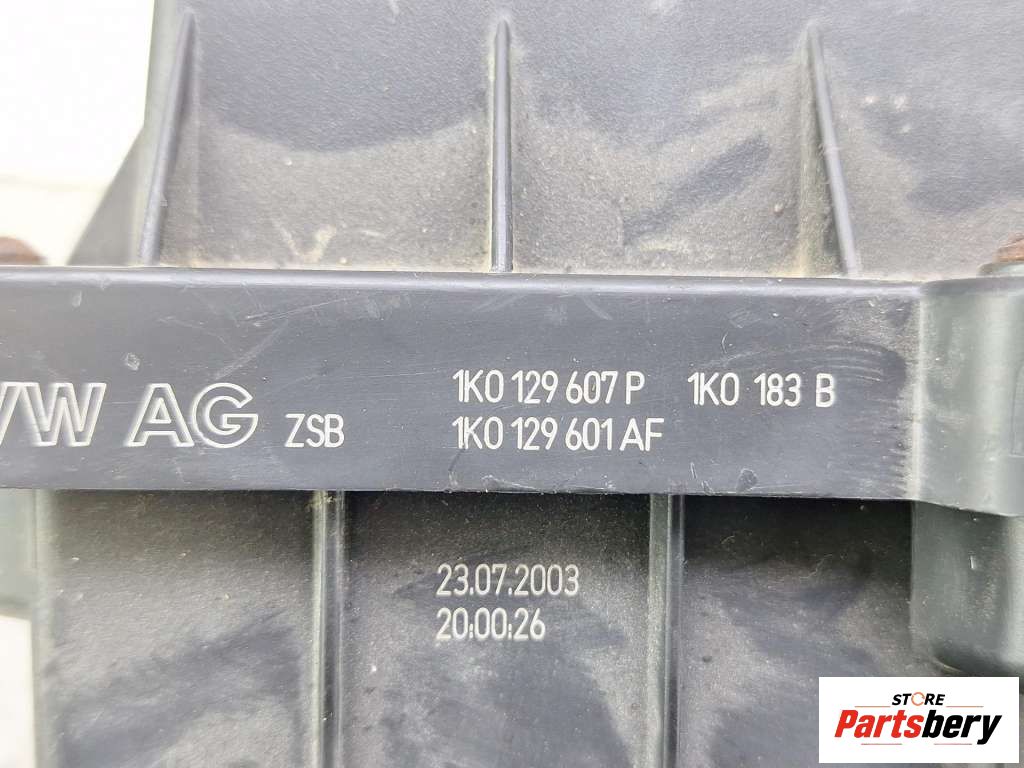 VW AG ZSB 1K0 129 607 P 1K0 183 B
1K0 129 601 AF
23.07.2003
20:00:26
STORE
Partsbery